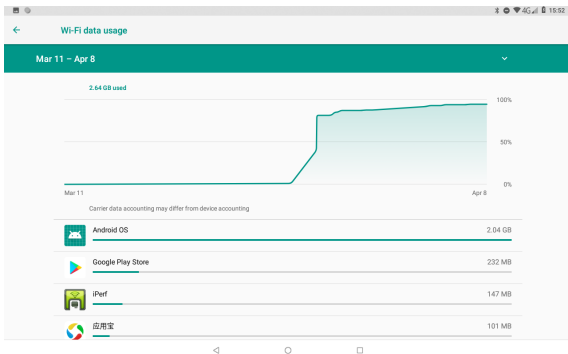 4G 15:52
Wi-Fi data usage
Mar 11 – Apr 8
2.64 GB used
100%
50%
0%
Mar 11 Apr 8
Carrier data accounting may differ from device accounting
Android OS 2.04 GB
Google Play Store 232 MB
iPerf 147 MB
应用宝 101 MB